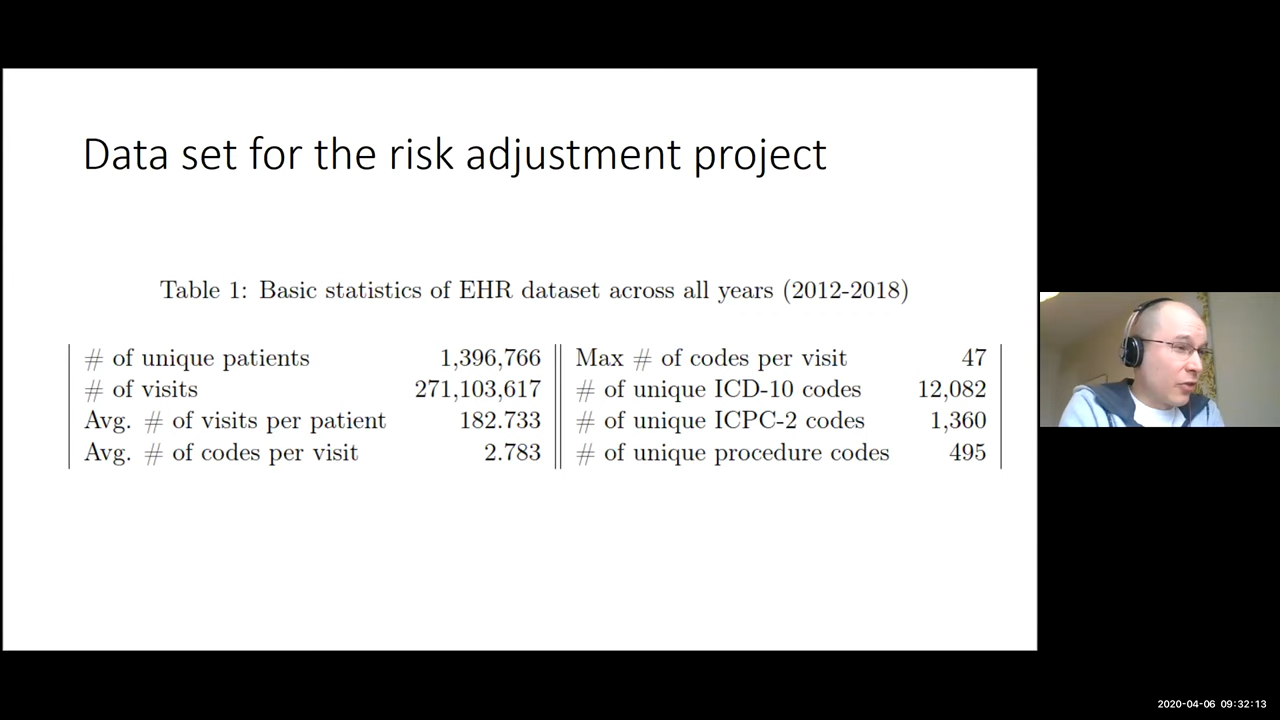 Data set for the risk adjustment project
Table 1: Basic statistics of EHR dataset across all years (2012-2018)
# of unique patients 1,396,766
# of visits 271,103,617
Avg. # of visits per patient 182.733
Avg. # of codes per visit 2.783
Max # of codes per visit 47
# of unique ICD-10 codes 12,082
# of unique ICPC-2 codes 1,360
# of unique procedure codes 495
2020-04-06 09:32:13